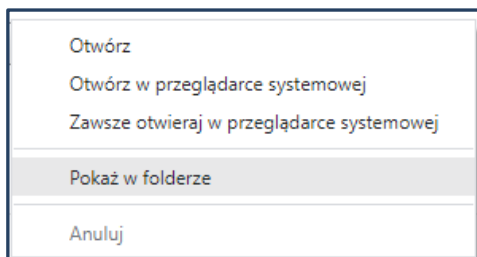 Otwórz
Otwórz w przeglądarce systemowej
Zawsze otwieraj w przeglądarce systemowej
Pokaż w folderze
Anuluj